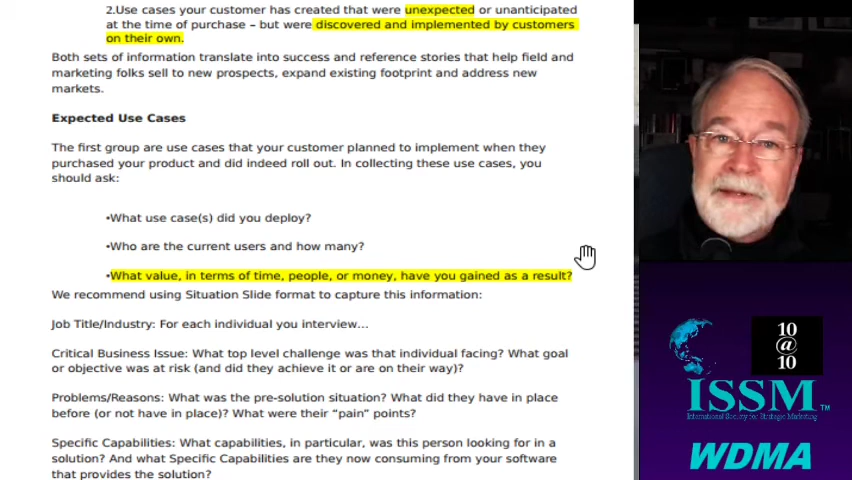 2.Use cases your customer has created that were unexpected or unanticipated
at the time of purchase – but were discovered and implemented by customers
on their own.
Both sets of information translate into success and reference stories that help field and
marketing folks sell to new prospects, expand existing footprint and address new
markets.
Expected Use Cases
The first group are use cases that your customer planned to implement when they
purchased your product and did indeed roll out. In collecting these use cases, you
should ask:
•What use case(s) did you deploy?
•Who are the current users and how many?
•What value, in terms of time, people, or money, have you gained as a result?
We recommend using Situation Slide format to capture this information:
Job Title/Industry: For each individual you interview…
Critical Business Issue: What top level challenge was that individual facing? What goal
or objective was at risk (and did they achieve it or are on their way)?
Problems/Reasons: What was the pre-solution situation? What did they have in place
before (or not have in place)? What were their “pain” points?
Specific Capabilities: What capabilities, in particular, was this person looking for in a
solution? And what Specific Capabilities are they now consuming from your software
that provides the solution?
10
@
10
ISSM™
International Society for Strategic Marketing
WDMA